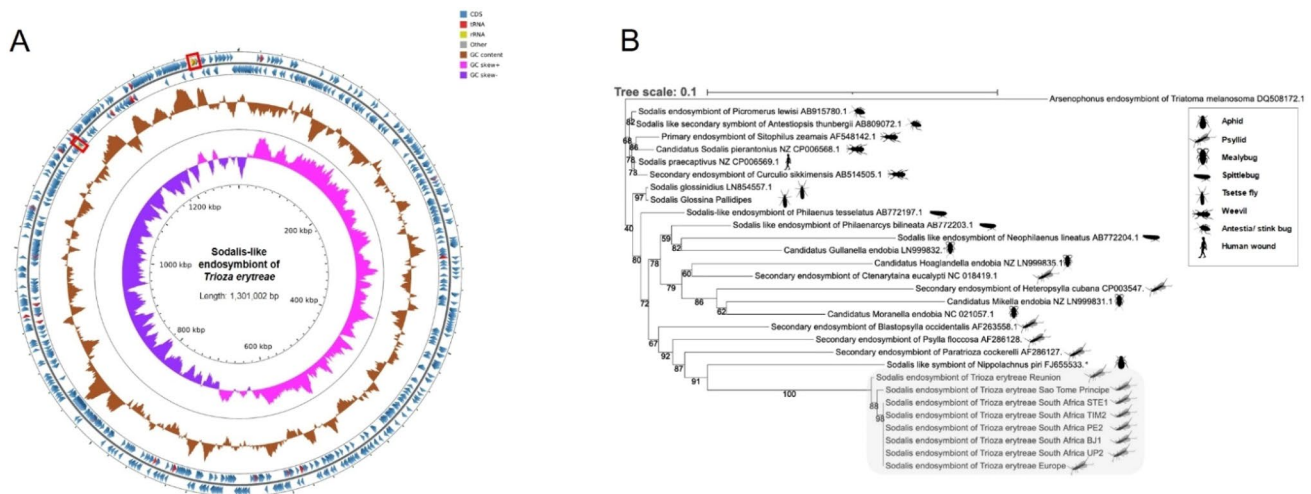 A
CDS
tRNA
rRNA
Other
GC content
GC skew+
GC skew-
1200 kbp
200 kbp
Sodalis-like
endosymbiont of
Trioza erytreae
1000 kbp
Length: 1,301,002 bp
400 kbp
800 kbp
600 kbp
B
Tree scale: 0.1
Arsenophonus endosymbiont of Triatoma melanosoma DQ508172.1
Sodalis endosymbiont of Picromerus lewisi AB915780.1
82
Sodalis like secondary symbiont of Antestiopsis thunbergii AB809072.1
68
Primary endosymbiont of Sitophilus zeamais AF548142.1
86
Candidatus Sodalis pierantonius NZ CP006568.1
78
Sodalis praecaptivus NZ CP006569.1
78
Secondary endosymbiont of Curculio sikkimensis AB514505.1
Sodalis glossinidius LN854557.1
97
Sodalis Glossina Pallidipes
Sodalis-like endosymbiont of Philaenus tesselatus AB772197.1
40
Sodalis like endosymbiont of Philaenarcys bilineata AB772203.1
59
Sodalis like endosymbiont of Neophilaenus lineatus AB772204.1
82
Candidatus Gullanella endobia LN999832.1
80
78
Candidatus Hoaglandella endobia NZ LN999835.1
60
Secondary endosymbiont of Ctenarytaina eucalypti NC 018419.1
79
Secondary endosymbiont of Heteropsylla cubana CP003547.
86
Candidatus Mikella endobia NZ LN999831.1
72
62
Candidatus Moranella endobia NC 021057.1
Secondary endosymbiont of Blastopsylla occidentalis AF263558.1
67
Secondary endosymbiont of Psylla floccosa AF286128.
92
Secondary endosymbiont of Paratrioza cockerelli AF286127.
87
Sodalis like symbiont of Nippolachnus piri FJ655533.*
91
100
Sodalis endosymbiont of Trioza erytreae Reunion
Sodalis endosymbiont of Trioza erytreae Sao Tome Principe
88
Sodalis endosymbiont of Trioza erytreae South Africa STE1
98
Sodalis endosymbiont of Trioza erytreae South Africa TIM2
Sodalis endosymbiont of Trioza erytreae South Africa PE2
Sodalis endosymbiont of Trioza erytreae South Africa BJ1
Sodalis endosymbiont of Trioza erytreae South Africa UP2
Sodalis endosymbiont of Trioza erytreae Europe
Aphid
Psyllid
Mealybug
Spittlebug
Tsetse fly
Weevil
Antestia/ stink bug
Human wound